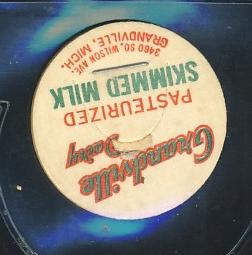 Grandville
Dairy
PASTEURIZED
SKIMMED MILK
3460 SO. WILSON AVE.
GRANDVILLE, MICH.